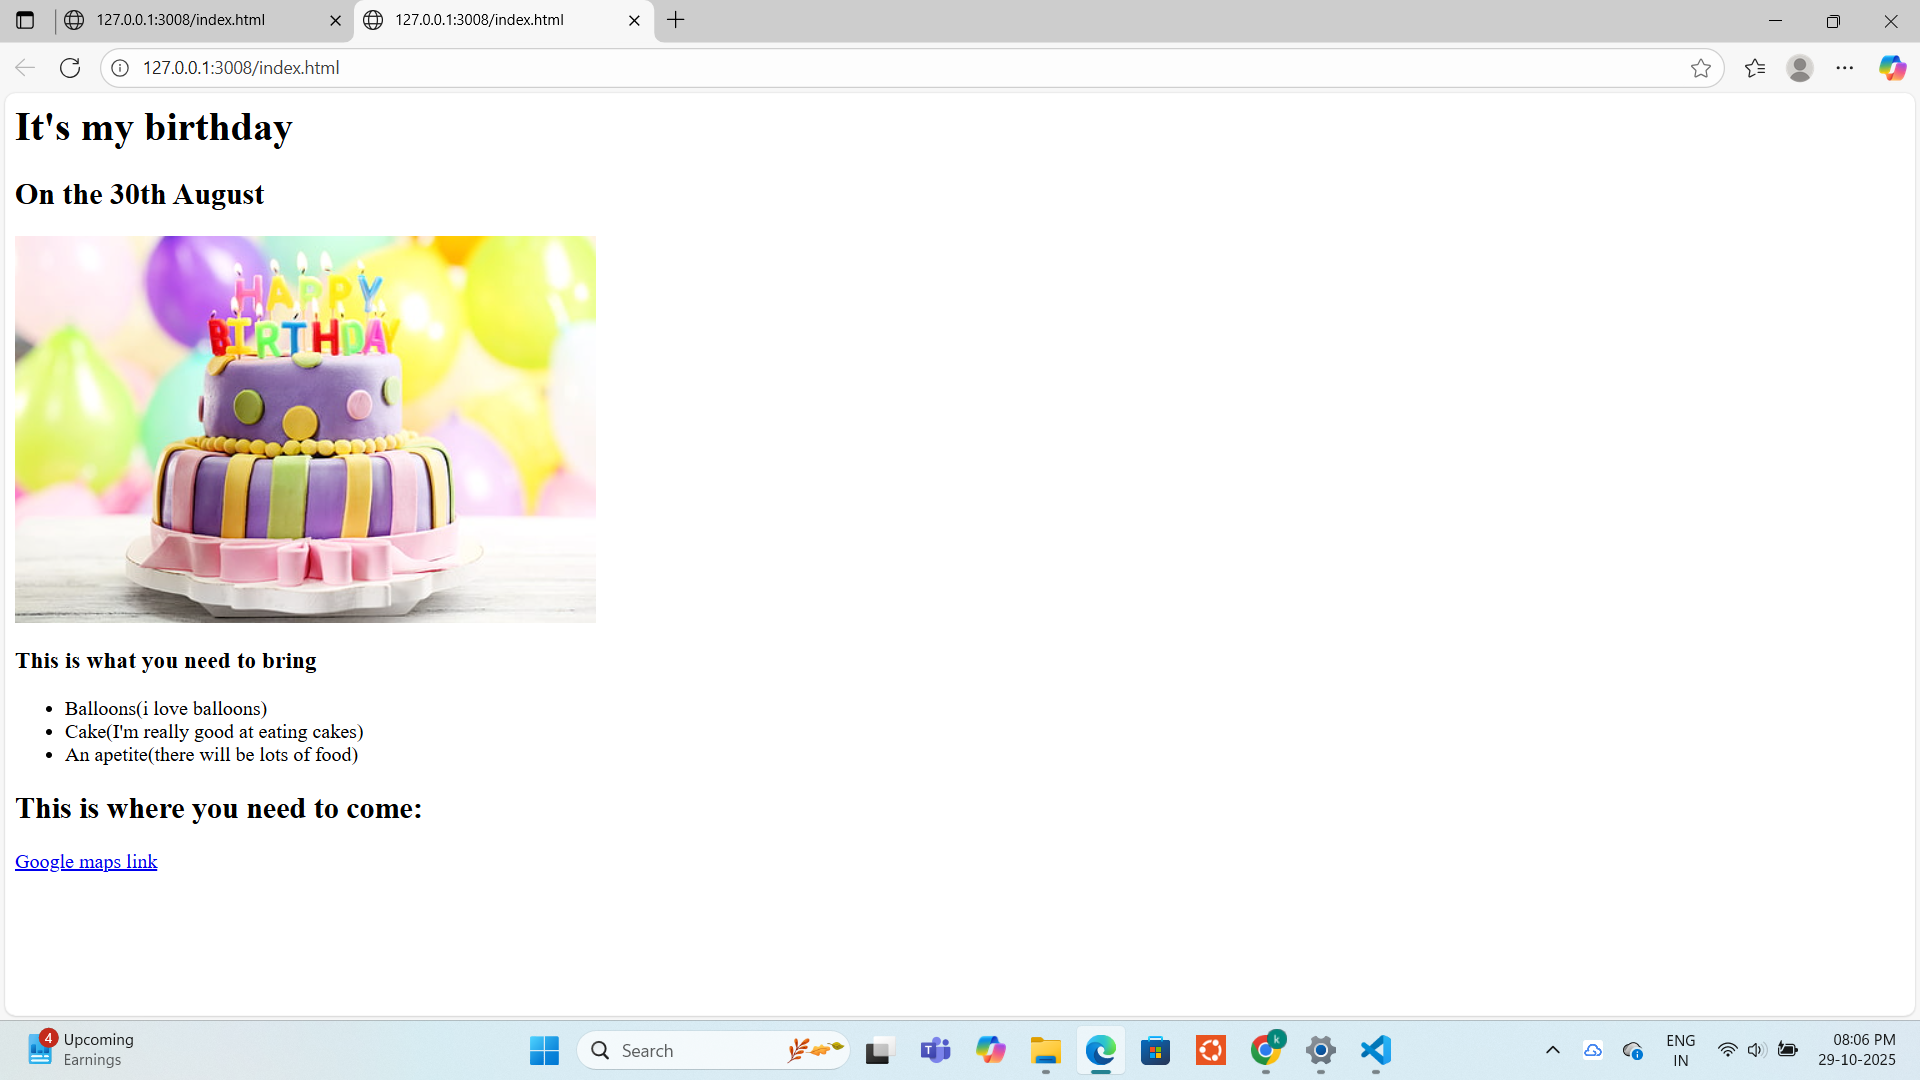 127.0.0.1:3008/index.html
127.0.0.1:3008/index.html
127.0.0.1:3008/index.html
It's my birthday
On the 30th August
HAPPY
BIRTHDAY
This is what you need to bring
Balloons(i love balloons)
Cake(I'm really good at eating cakes)
An apetite(there will be lots of food)
This is where you need to come:
Google maps link
4
Upcoming
Earnings
Search
k
ENG
IN
08:06 PM
29-10-2025